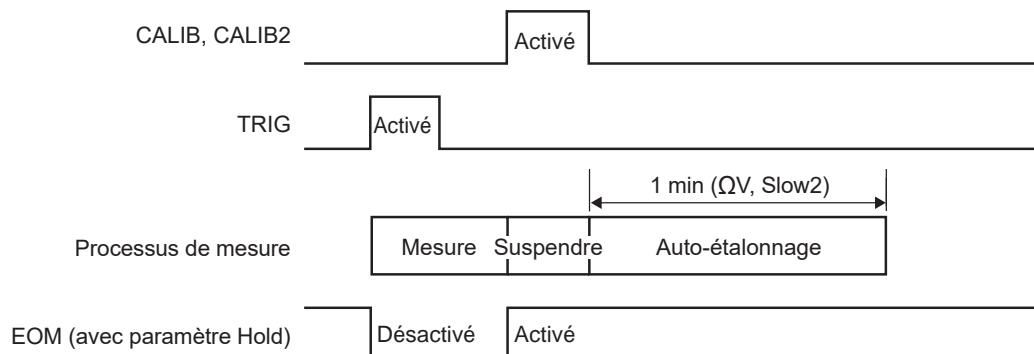 CALIB, CALIB2
Activé
TRIG
Activé
1 min (ΩV, Slow2)
Processus de mesure
Mesure
Suspendre
Auto-étalonnage
EOM (avec paramètre Hold)
Désactivé
Activé